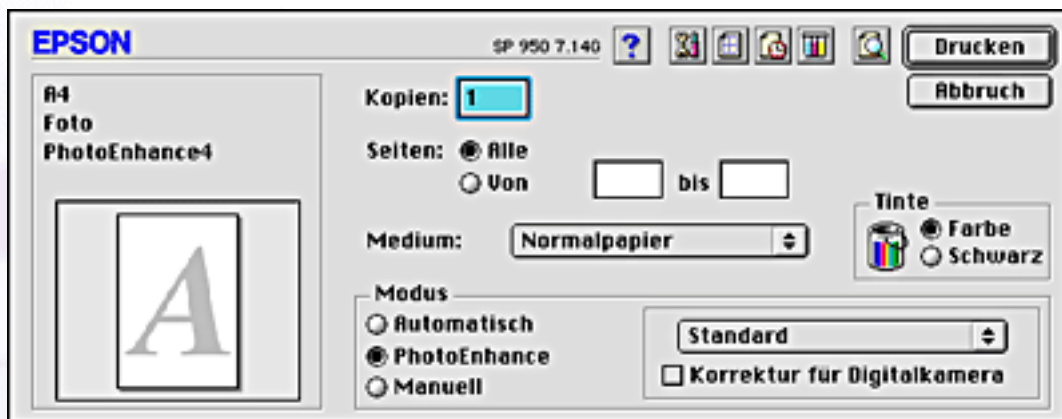 EPSON
SP 950 7.140
?
Drucken
Abbruch
A4
Foto
PhotoEnhance4
A
Kopien: 1
Seiten: Alle
Von bis
Medium: Normalpapier
Tinte
Farbe
Schwarz
Modus
Automatisch
PhotoEnhance
Manuell
Standard
Korrektur für Digitalkamera